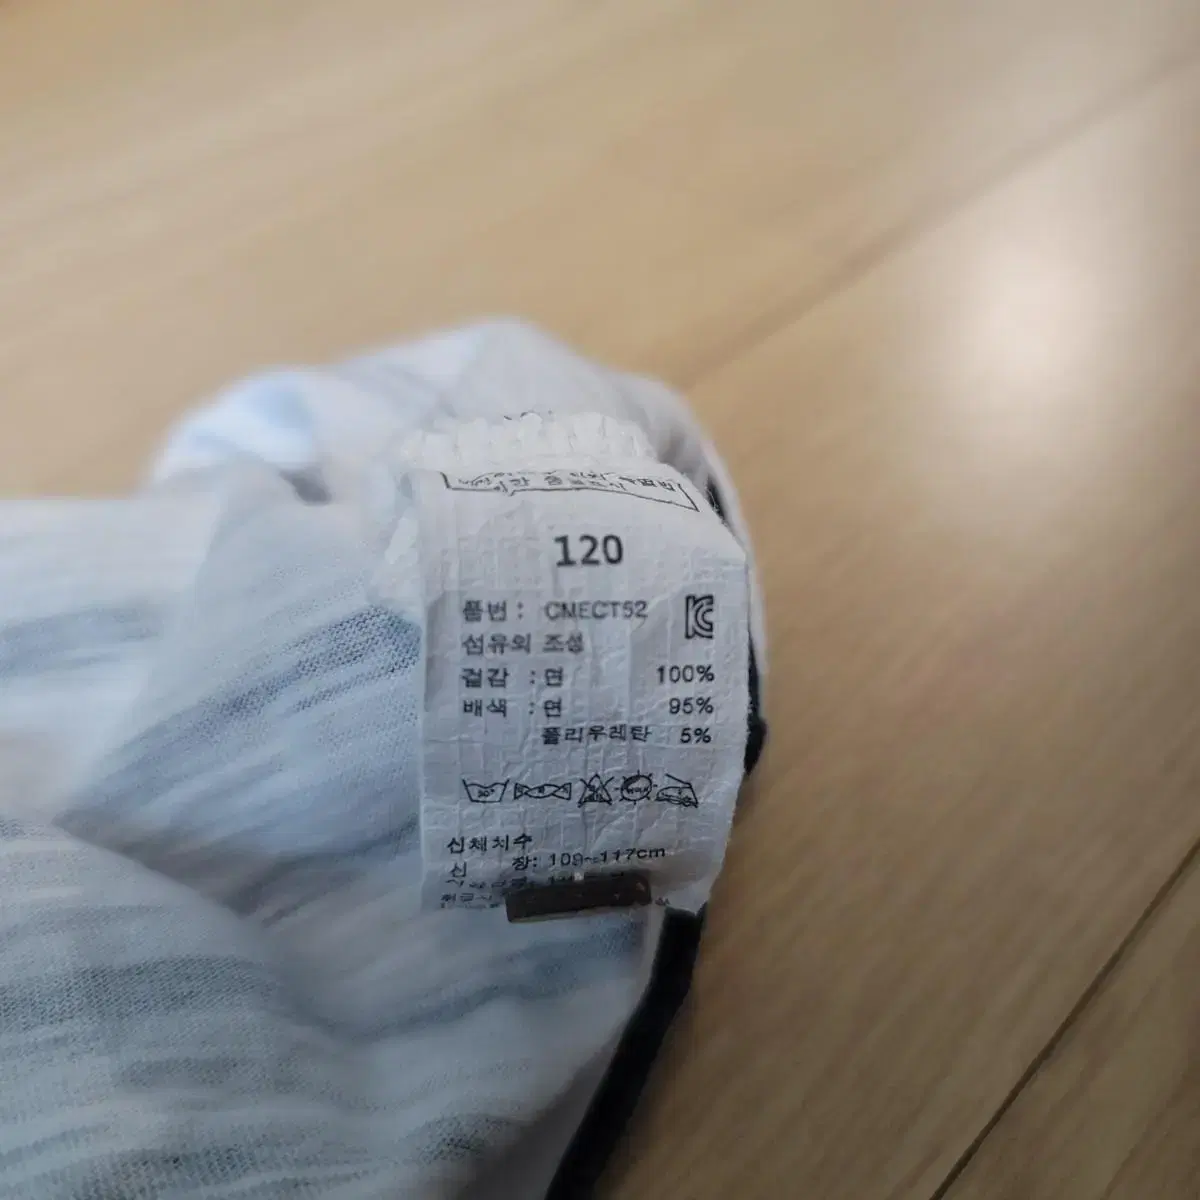 120
품번 : CMECT52
섬유의 조성
겉감 : 면 100%
배색 : 면 95%
폴리우레탄 5%
신체치수
신 장: 109~117cm